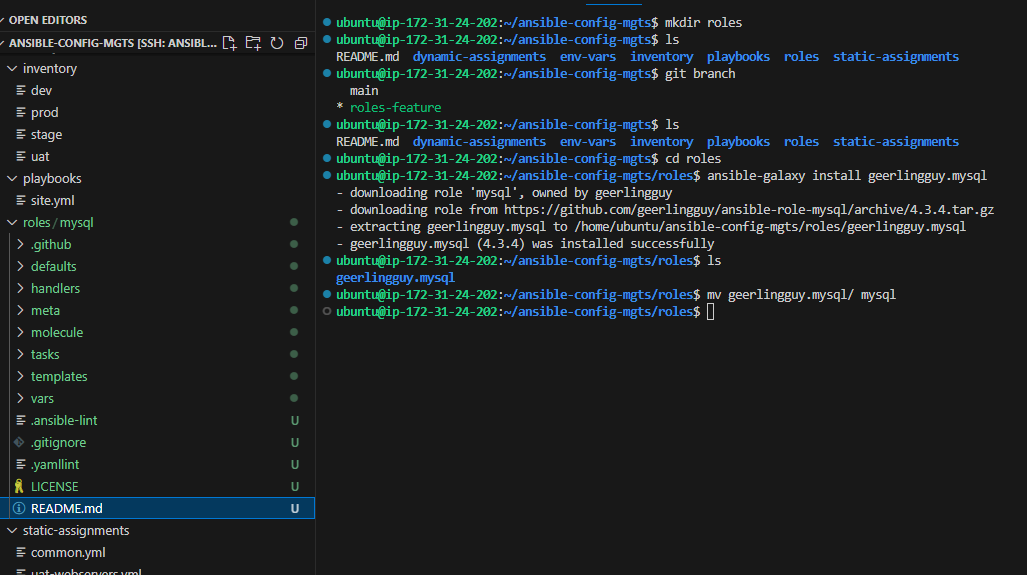 OPEN EDITORS
ANSIBLE-CONFIG-MGTS [SSH: ANSIBL...
inventory
dev
prod
stage
uat
playbooks
site.yml
roles / mysql
.github
defaults
handlers
meta
molecule
tasks
templates
vars
.ansible-lint U
.gitignore U
.yamllint U
LICENSE U
README.md U
static-assignments
common.yml
uat-webservers.yml
ubuntu@ip-172-31-24-202:~/ansible-config-mgts$ mkdir roles
ubuntu@ip-172-31-24-202:~/ansible-config-mgts$ ls
README.md dynamic-assignments env-vars inventory playbooks roles static-assignments
ubuntu@ip-172-31-24-202:~/ansible-config-mgts$ git branch
main
* roles-feature
ubuntu@ip-172-31-24-202:~/ansible-config-mgts$ ls
README.md dynamic-assignments env-vars inventory playbooks roles static-assignments
ubuntu@ip-172-31-24-202:~/ansible-config-mgts$ cd roles
ubuntu@ip-172-31-24-202:~/ansible-config-mgts/roles$ ansible-galaxy install geerlingguy.mysql
- downloading role 'mysql', owned by geerlingguy
- downloading role from https://github.com/geerlingguy/ansible-role-mysql/archive/4.3.4.tar.gz
- extracting geerlingguy.mysql to /home/ubuntu/ansible-config-mgts/roles/geerlingguy.mysql
- geerlingguy.mysql (4.3.4) was installed successfully
ubuntu@ip-172-31-24-202:~/ansible-config-mgts/roles$ ls
geerlingguy.mysql
ubuntu@ip-172-31-24-202:~/ansible-config-mgts/roles$ mv geerlingguy.mysql/ mysql
ubuntu@ip-172-31-24-202:~/ansible-config-mgts/roles$